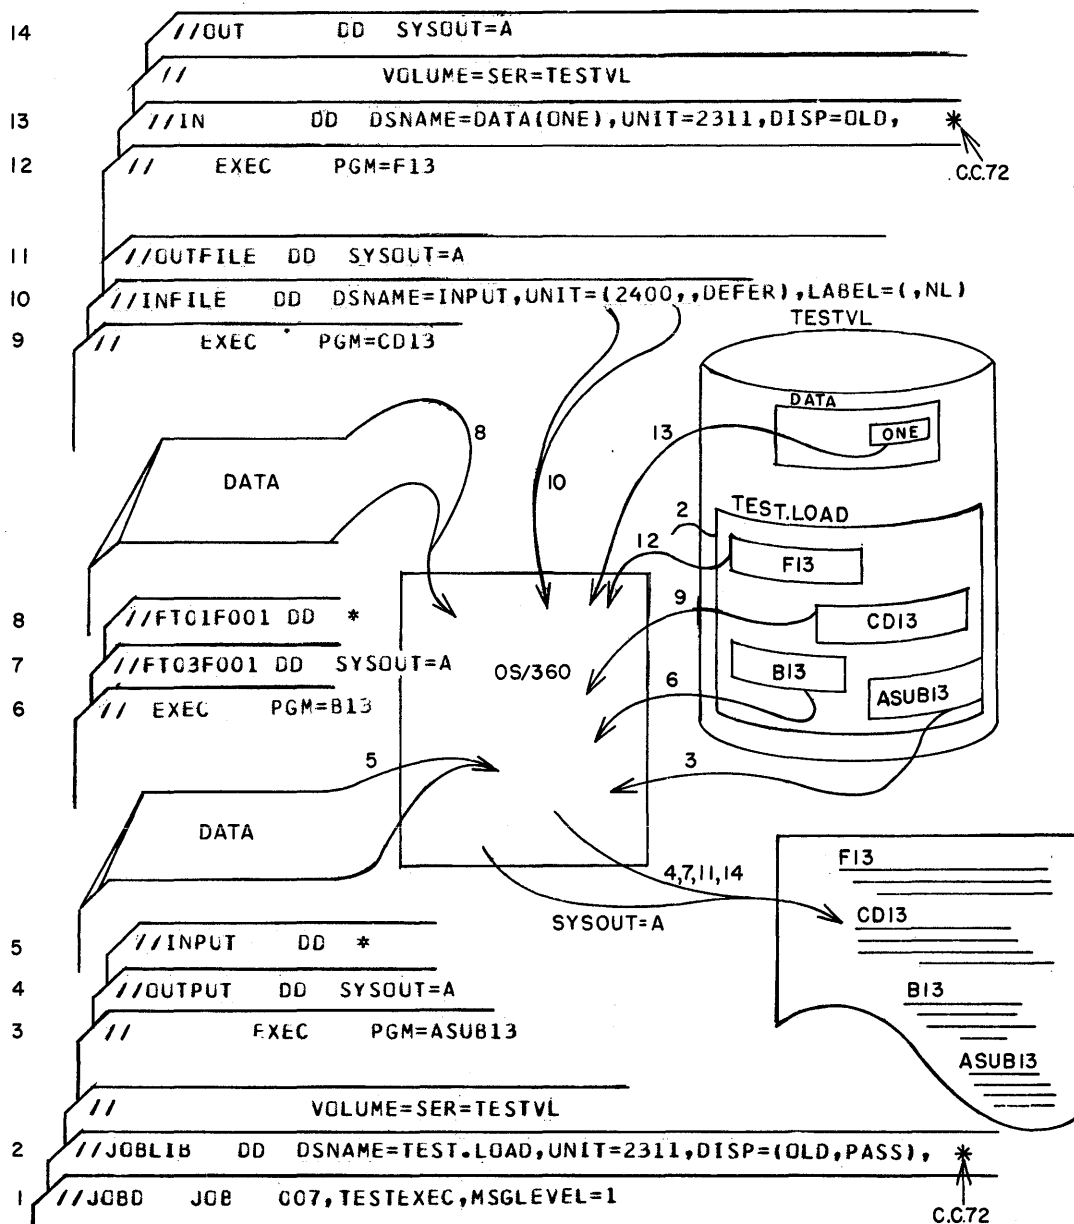 14 //OUT DD SYSOUT=A
// VOLUME=SER=TESTVL
13 //IN DD DSNAME=DATA(ONE),UNIT=2311,DISP=OLD, *
12 // EXEC PGM=F13
C.C.72
11 //OUTFILE DD SYSOUT=A
10 //INFILE DD DSNAME=INPUT,UNIT=(2400,,DEFER),LABEL=(,NL)
TESTVL
9 // EXEC PGM=CD13
DATA
ONE
8
13
DATA
10
2
TEST.LOAD
12
F13
9
CD13
8 //FT01F001 DD *
7 //FT03F001 DD SYSOUT=A
OS/360
6
B13
ASUB13
6 // EXEC PGM=B13
5
3
DATA
F13
4,7,11,14
CD13
SYSOUT=A
5 //INPUT DD *
4 //OUTPUT DD SYSOUT=A
B13
3 // EXEC PGM=ASUB13
ASUB13
// VOLUME=SER=TESTVL
2 //JOBLIB DD DSNAME=TEST.LOAD,UNIT=2311,DISP=(OLD,PASS), *
1 //JOBD JOB 007,TESTEXEC,MSGLEVEL=1
C.C.72